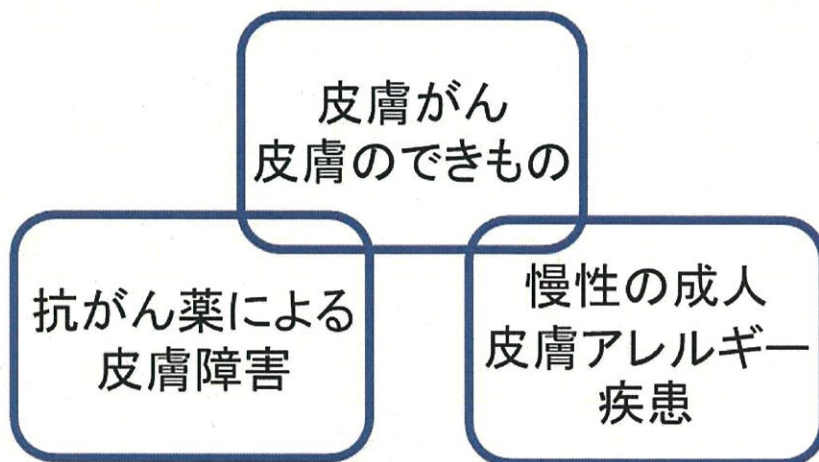 皮膚がん
皮膚のできもの
抗がん薬による
皮膚障害
慢性の成人
皮膚アレルギー
疾患